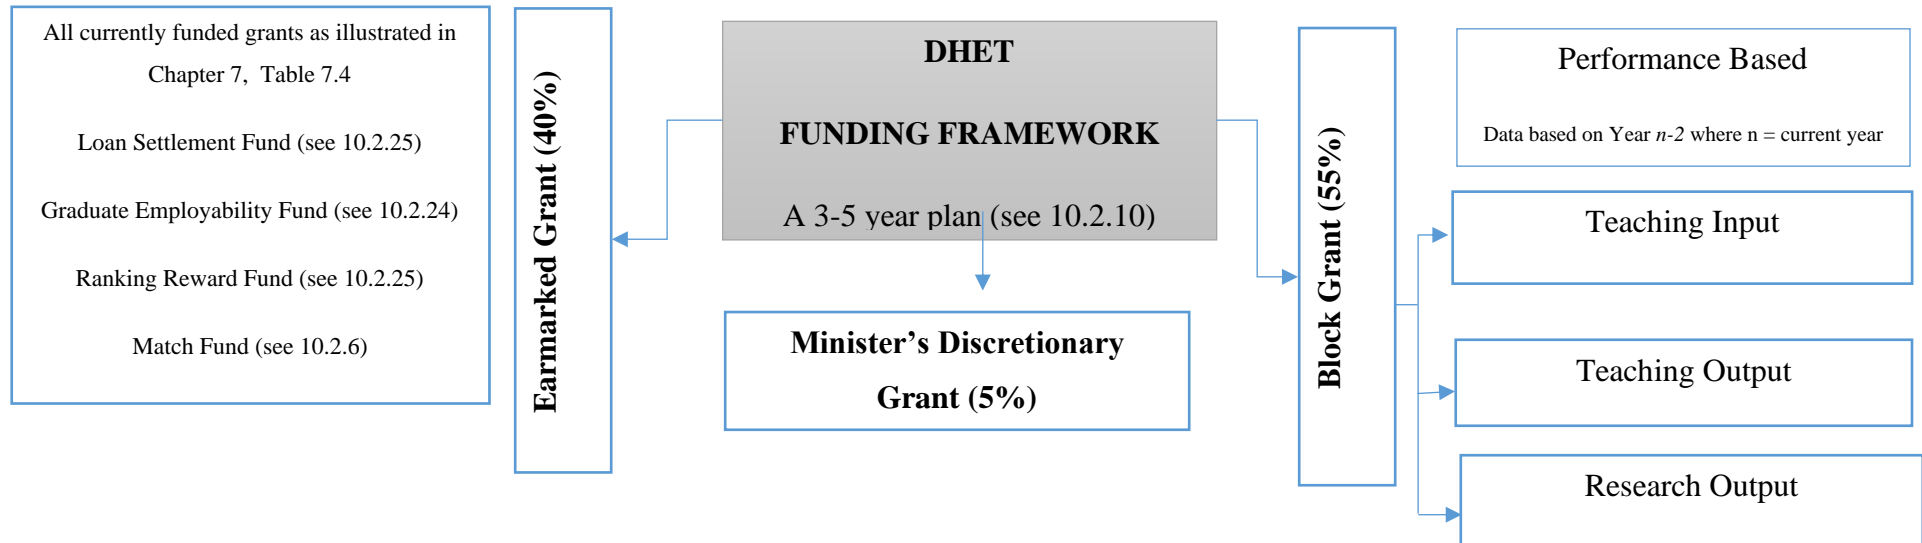 All currently funded grants as illustrated in
Chapter 7, Table 7.4
Loan Settlement Fund (see 10.2.25)
Graduate Employability Fund (see 10.2.24)
Ranking Reward Fund (see 10.2.25)
Match Fund (see 10.2.6)
Earmarked Grant (40%)
DHET
FUNDING FRAMEWORK
A 3-5 year plan (see 10.2.10)
Minister’s Discretionary
Grant (5%)
Block Grant (55%)
Performance Based
Data based on Year n-2 where n = current year
Teaching Input
Teaching Output
Research Output